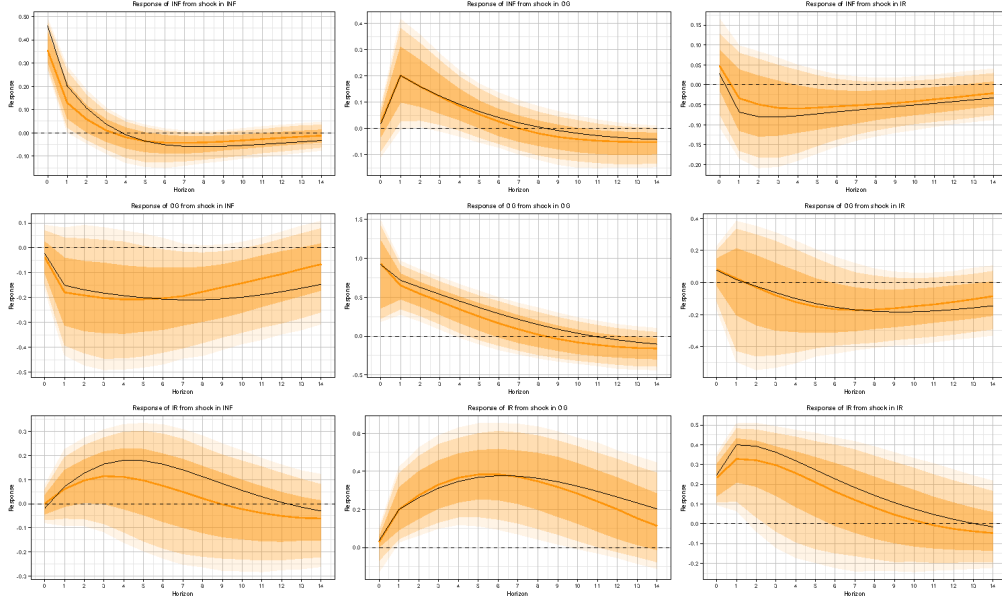 Response of INF from shock in INF
Response
0.50
0.40
0.30
0.20
0.10
0.00
-0.10
0 1 2 3 4 5 6 7 8 9 10 11 12 13 14
Horizon
Response of INF from shock in OG
Response
0.4
0.3
0.2
0.1
0.0
-0.1
0 1 2 3 4 5 6 7 8 9 10 11 12 13 14
Horizon
Response of INF from shock in IR
Response
0.15
0.10
0.05
0.00
-0.05
-0.10
-0.15
-0.20
0 1 2 3 4 5 6 7 8 9 10 11 12 13 14
Horizon
Response of OG from shock in INF
Response
0.1
0.0
-0.1
-0.2
-0.3
-0.4
-0.5
0 1 2 3 4 5 6 7 8 9 10 11 12 13 14
Horizon
Response of OG from shock in OG
Response
1.5
1.0
0.5
0.0
-0.5
0 1 2 3 4 5 6 7 8 9 10 11 12 13 14
Horizon
Response of OG from shock in IR
Response
0.4
0.2
0.0
-0.2
-0.4
0 1 2 3 4 5 6 7 8 9 10 11 12 13 14
Horizon
Response of IR from shock in INF
Response
0.3
0.2
0.1
0.0
-0.1
-0.2
-0.3
0 1 2 3 4 5 6 7 8 9 10 11 12 13 14
Horizon
Response of IR from shock in OG
Response
0.6
0.4
0.2
0.0
0 1 2 3 4 5 6 7 8 9 10 11 12 13 14
Horizon
Response of IR from shock in IR
Response
0.5
0.4
0.3
0.2
0.1
0.0
-0.1
-0.2
0 1 2 3 4 5 6 7 8 9 10 11 12 13 14
Horizon